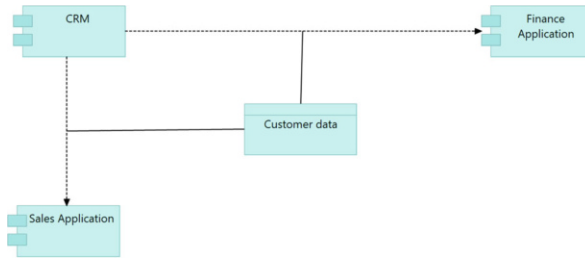 CRM
Finance
Application
Customer data
Sales Application